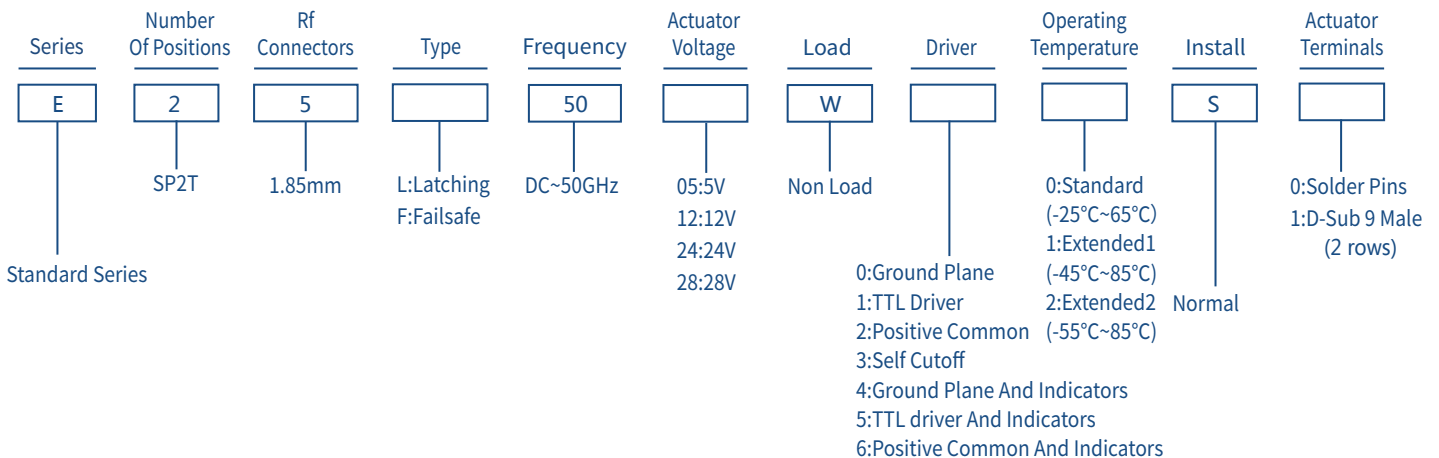 Series
Number
Of Positions
Rf
Connectors
Type
Frequency
Actuator
Voltage
Load
Driver
Operating
Temperature
Install
Actuator
Terminals
E
2
5
50
W
S
SP2T
1.85mm
L:Latching
F:Failsafe
DC~50GHz
05:5V
12:12V
24:24V
28:28V
Non Load
0:Standard
(-25°C~65°C)
1:Extended1
(-45°C~85°C)
2:Extended2
(-55°C~85°C)
0:Solder Pins
1:D-Sub 9 Male
(2 rows)
Standard Series
0:Ground Plane
1:TTL Driver
2:Positive Common
3:Self Cutoff
4:Ground Plane And Indicators
5:TTL driver And Indicators
6:Positive Common And Indicators
Normal